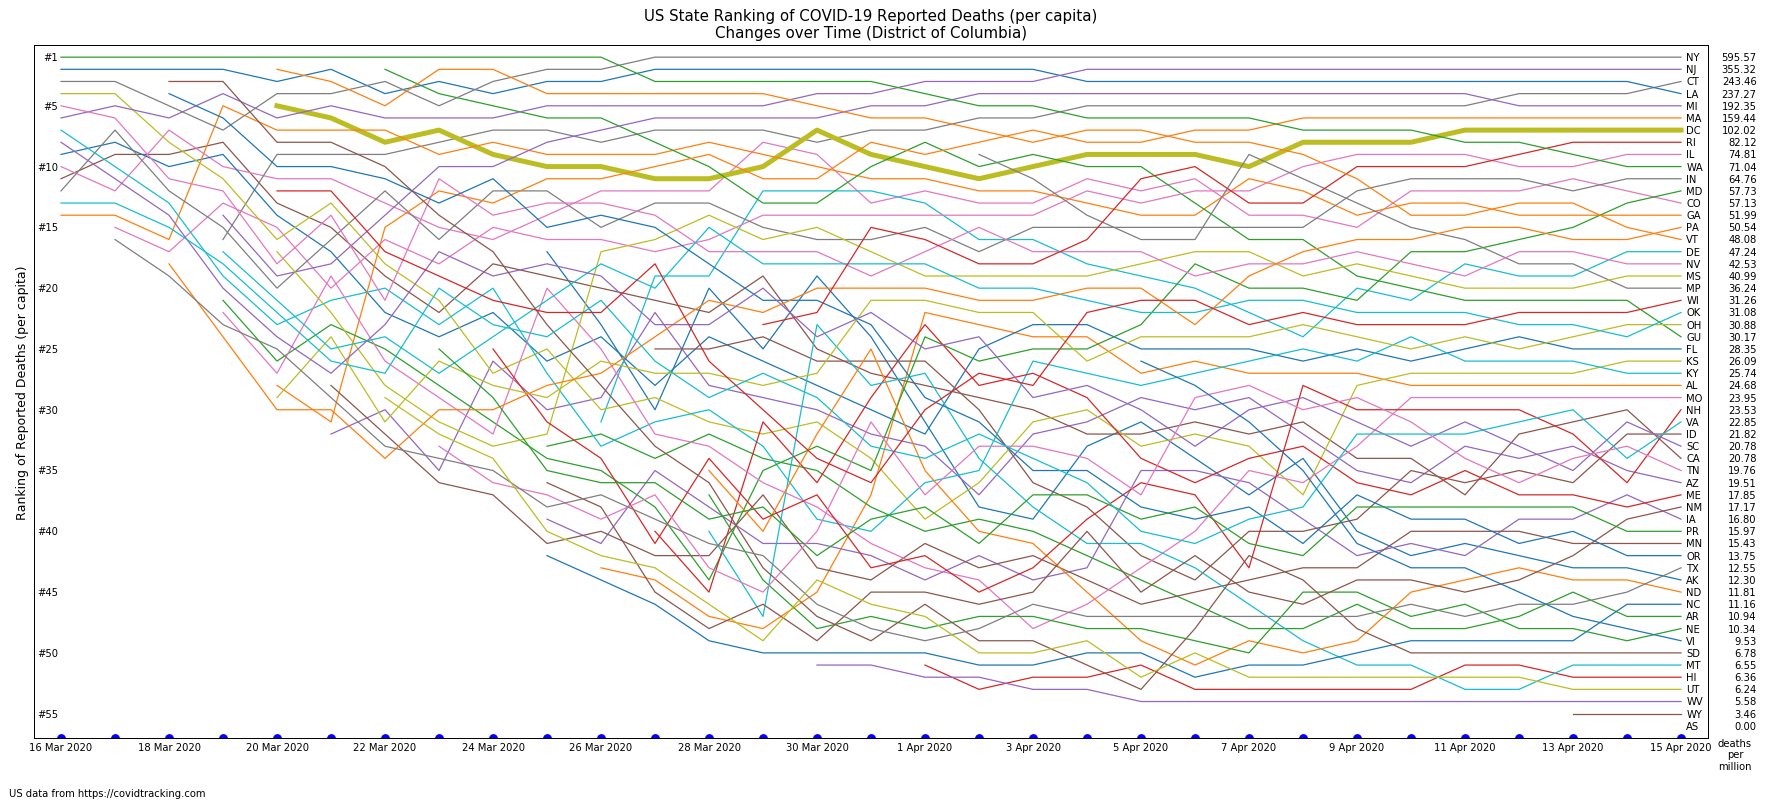 US State Ranking of COVID-19 Reported Deaths (per capita)
Changes over Time (District of Columbia)
Ranking of Reported Deaths (per capita)
#1
#5
#10
#15
#20
#25
#30
#35
#40
#45
#50
#55
NY 595.57
NJ 355.32
CT 243.46
LA 237.27
MI 192.35
MA 159.44
DC 102.02
RI 82.12
IL 74.81
WA 71.04
IN 64.76
MD 57.73
CO 57.13
GA 51.99
PA 50.54
VT 48.08
DE 47.24
NV 42.53
MS 40.99
MP 36.24
WI 31.26
OK 31.08
OH 30.88
GU 30.17
FL 28.35
KS 26.09
KY 25.74
AL 24.68
MO 23.95
NH 23.53
VA 22.85
ID 21.82
SC 20.78
CA 20.78
TN 19.76
AZ 19.51
ME 17.85
NM 17.17
IA 16.80
PR 15.97
MN 15.43
OR 13.75
TX 12.55
AK 12.30
ND 11.81
NC 11.16
AR 10.94
NE 10.34
VI 9.53
SD 6.78
MT 6.55
HI 6.36
UT 6.24
WV 5.58
WY 3.46
AS 0.00
16 Mar 2020 18 Mar 2020 20 Mar 2020 22 Mar 2020 24 Mar 2020 26 Mar 2020 28 Mar 2020 30 Mar 2020 1 Apr 2020 3 Apr 2020 5 Apr 2020 7 Apr 2020 9 Apr 2020 11 Apr 2020 13 Apr 2020 15 Apr 2020
deaths
per
million
US data from https://covidtracking.com